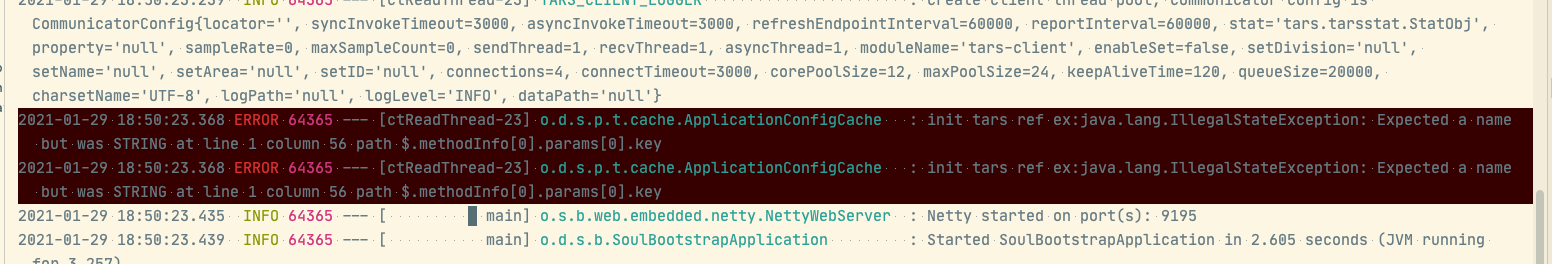 2021-01-29 18:50:23.259 INFO 64365 --- [ctReadThread-23] TARS_CLIENT_LOGGER : create client thread pool, communicator config is
CommunicatorConfig{locator='', syncInvokeTimeout=3000, asyncInvokeTimeout=3000, refreshEndpointInterval=60000, reportInterval=60000, stat='tars.tarsstat.StatObj',
property='null', sampleRate=0, maxSampleCount=0, sendThread=1, recvThread=1, asyncThread=1, moduleName='tars-client', enableSet=false, setDivision='null',
setName='null', setArea='null', setID='null', connections=4, connectTimeout=3000, corePoolSize=12, maxPoolSize=24, keepAliveTime=120, queueSize=20000,
charsetName='UTF-8', logPath='null', logLevel='INFO', dataPath='null'}
2021-01-29 18:50:23.368 ERROR 64365 --- [ctReadThread-23] o.d.s.p.t.cache.ApplicationConfigCache : init tars ref ex:java.lang.IllegalStateException: Expected a name
but was STRING at line 1 column 56 path $.methodInfo[0].params[0].key
2021-01-29 18:50:23.368 ERROR 64365 --- [ctReadThread-23] o.d.s.p.t.cache.ApplicationConfigCache : init tars ref ex:java.lang.IllegalStateException: Expected a name
but was STRING at line 1 column 56 path $.methodInfo[0].params[0].key
2021-01-29 18:50:23.435 INFO 64365 --- [ main] o.s.b.web.embedded.netty.NettyWebServer : Netty started on port(s): 9195
2021-01-29 18:50:23.439 INFO 64365 --- [ main] o.d.s.b.SoulBootstrapApplication : Started SoulBootstrapApplication in 2.605 seconds (JVM running
for 3.257)